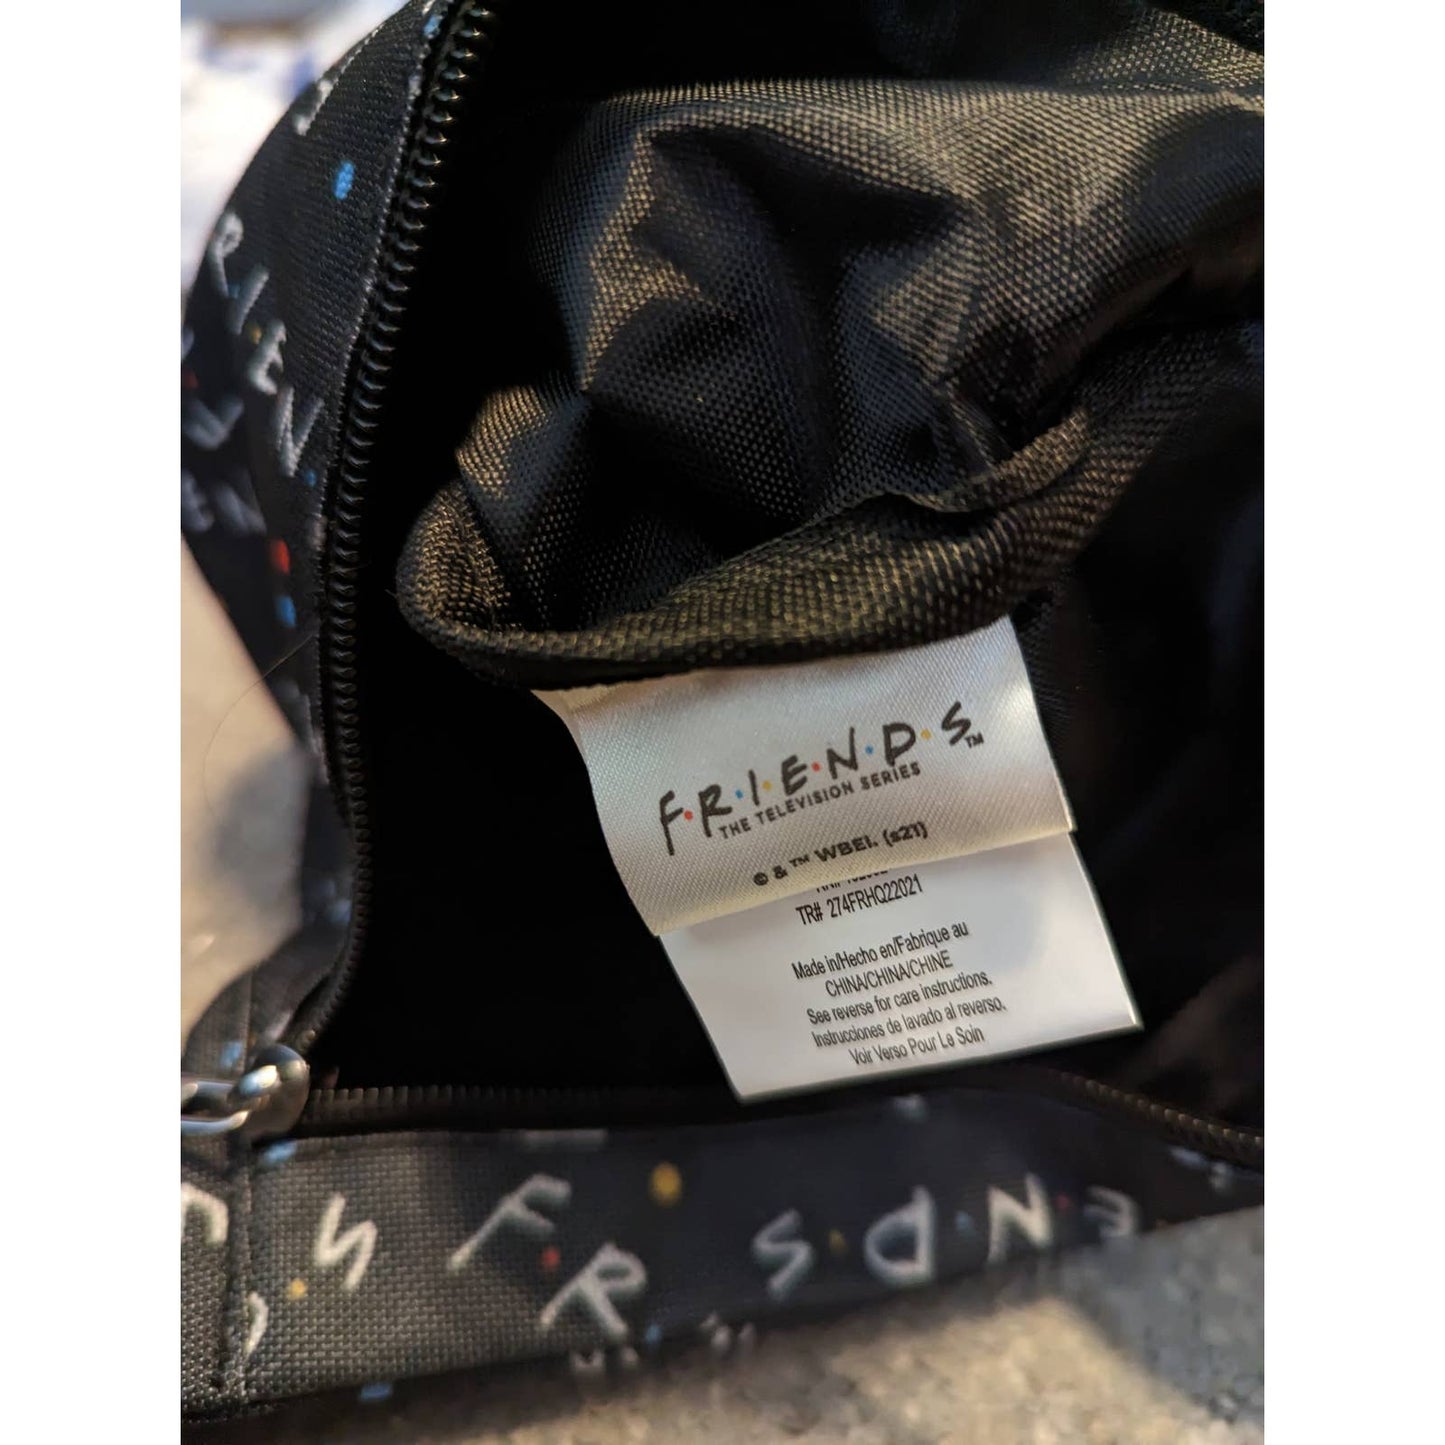 F·R·I·E·N·D·S™
THE TELEVISION SERIES
© & ™ WBEI. (s21)
TR# 274FRHQ22021
Made in/Hecho en/Fabrique au
CHINA/CHINA/CHINE
See reverse for care instructions.
Instrucciones de lavado al reverso.
Voir Verso Pour Le Soin
R I E N
S F R
S·D·N·E